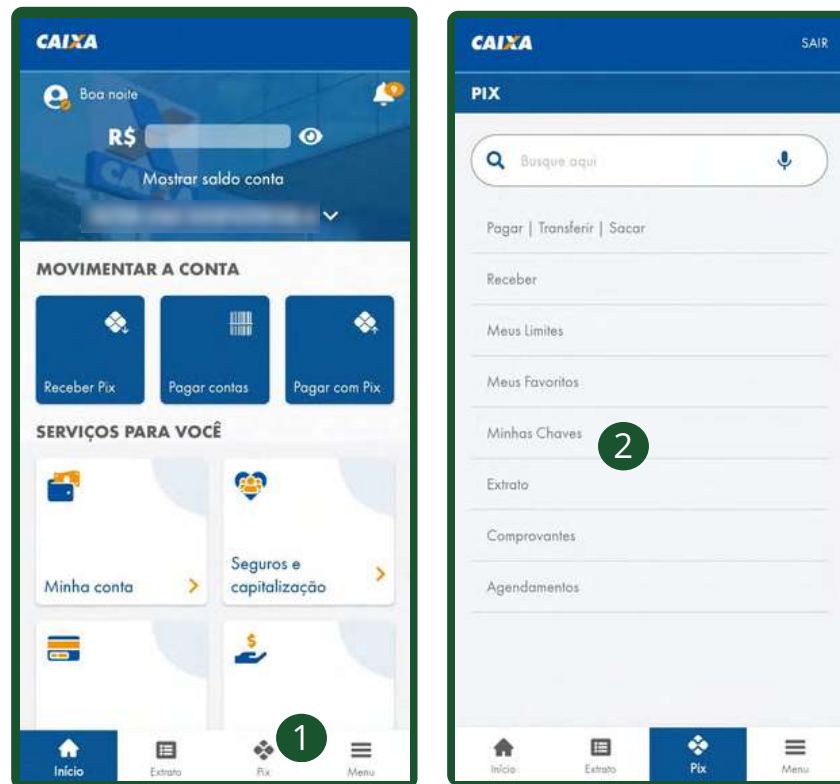 CAIXA
Boa noite
9
R$
Mostrar saldo conta
MOVIMENTAR A CONTA
Receber Pix
Pagar contas
Pagar com Pix
SERVIÇOS PARA VOCÊ
Minha conta
Seguros e
capitalização
1
Início
Extrato
Pix
Menu
CAIXA
SAIR
PIX
Busque aqui
Pagar | Transferir | Sacar
Receber
Meus Limites
Meus Favoritos
Minhas Chaves
2
Extrato
Comprovantes
Agendamentos
Início
Extrato
Pix
Menu